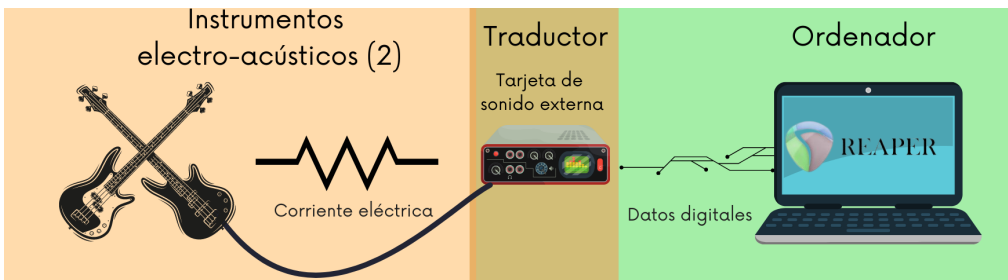 Instrumentos
electro-acústicos (2)
Corriente eléctrica
Traductor
Tarjeta de
sonido externa
Datos digitales
Ordenador
REAPER